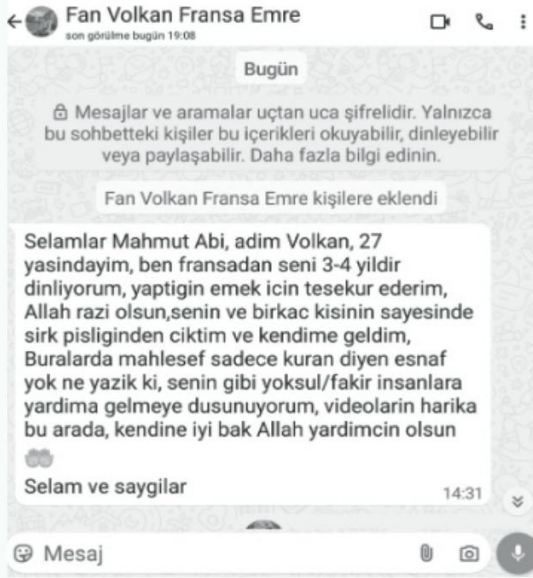 Fan Volkan Fransa Emre
son görülme bugün 19:08
Bugün
Mesajlar ve aramalar uçtan uca şifrelidir. Yalnızca
bu sohbetteki kişiler bu içerikleri okuyabilir, dinleyebilir
veya paylaşabilir. Daha fazla bilgi edinin.
Fan Volkan Fransa Emre kişilere eklendi
Selamlar Mahmut Abi, adim Volkan, 27
yasindayim, ben fransadan seni 3-4 yildir
dinliyorum, yaptigin emek icin tesekur ederim,
Allah razi olsun,senin ve birkac kisinin sayesinde
sirk pisliginden ciktim ve kendime geldim,
Buralarda mahlesef sadece kuran diyen esnaf
yok ne yazik ki, senin gibi yoksul/fakir insanlara
yardima gelmeye dusunuyorum, videolarin harika
bu arada, kendine iyi bak Allah yardimcin olsun
🤲
Selam ve saygilar
14:31
Mesaj